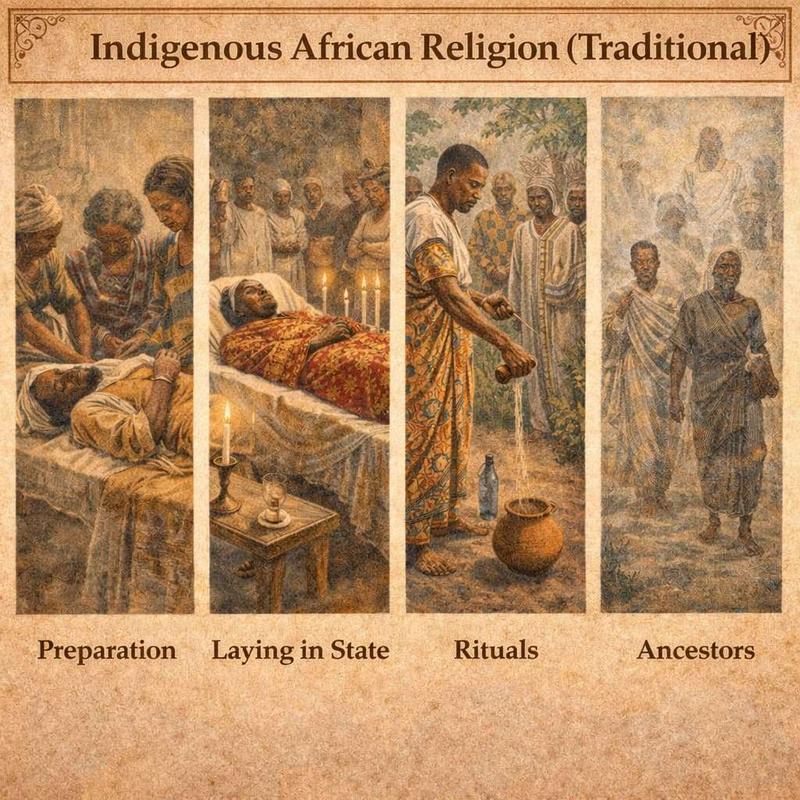 Indigenous African Religion (Traditional)
Preparation
Laying in State
Rituals
Ancestors